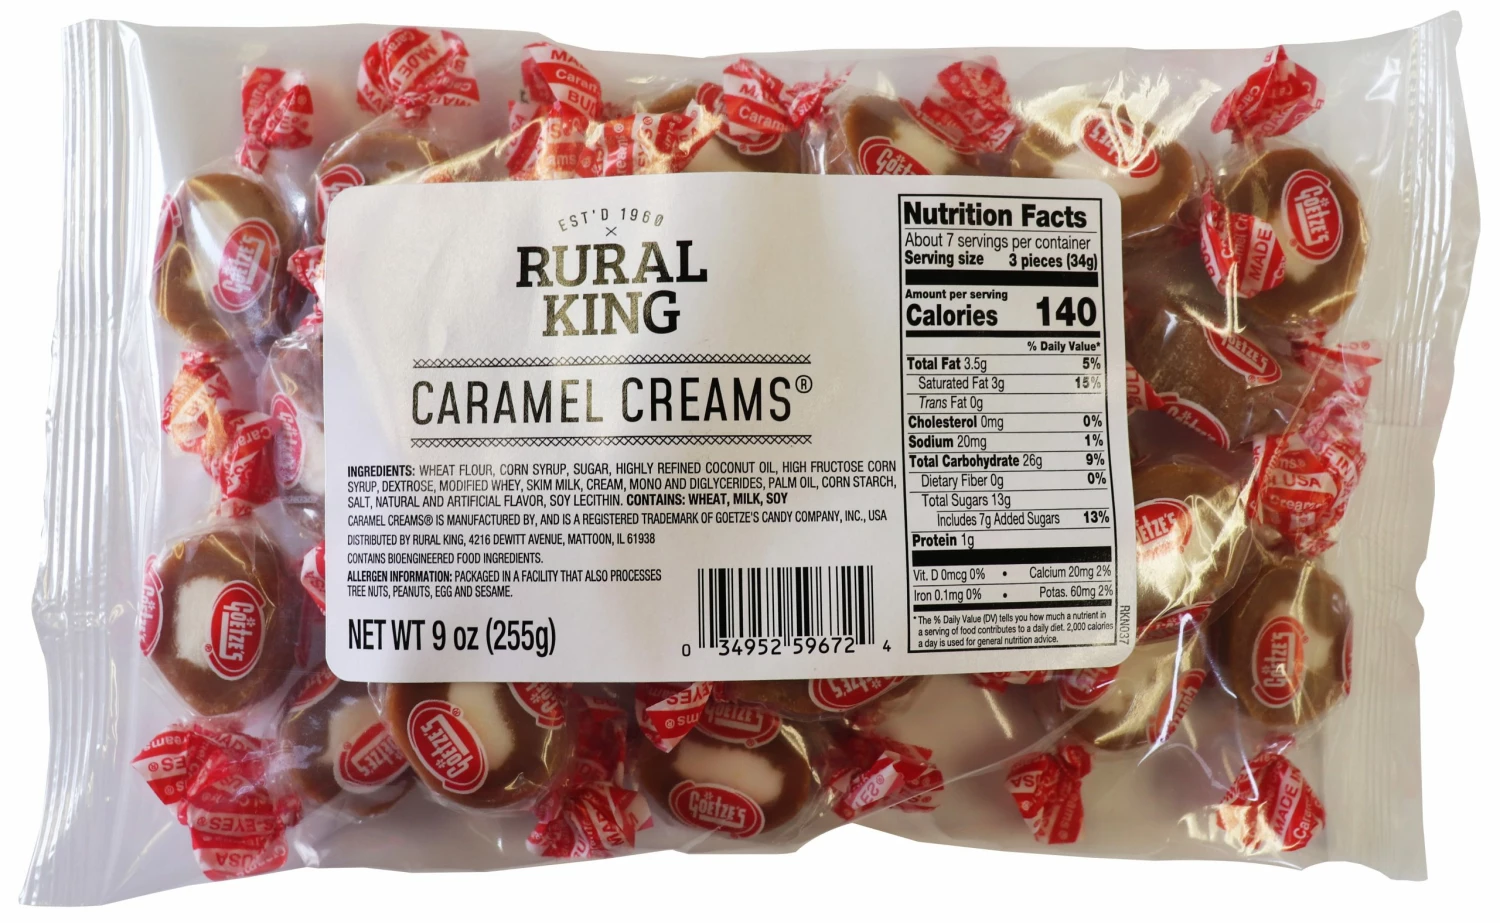 EST'D 1960
×
RURAL
KING
CARAMEL CREAMS®
INGREDIENTS: WHEAT FLOUR, CORN SYRUP, SUGAR, HIGHLY REFINED COCONUT OIL, HIGH FRUCTOSE CORN
SYRUP, DEXTROSE, MODIFIED WHEY, SKIM MILK, CREAM, MONO AND DIGLYCERIDES, PALM OIL, CORN STARCH,
SALT, NATURAL AND ARTIFICIAL FLAVOR, SOY LECITHIN. CONTAINS: WHEAT, MILK, SOY
CARAMEL CREAMS® IS MANUFACTURED BY, AND IS A REGISTERED TRADEMARK OF GOETZE'S CANDY COMPANY, INC., USA
DISTRIBUTED BY RURAL KING, 4216 DEWITT AVENUE, MATTOON, IL 61938
CONTAINS BIOENGINEERED FOOD INGREDIENTS.
ALLERGEN INFORMATION: PACKAGED IN A FACILITY THAT ALSO PROCESSES
TREE NUTS, PEANUTS, EGG AND SESAME.
NET WT 9 oz (255g)
0 34952 59672 4
Nutrition Facts
About 7 servings per container
Serving size 3 pieces (34g)
Amount per serving
Calories 140
% Daily Value*
Total Fat 3.5g 5%
Saturated Fat 3g 15%
Trans Fat 0g
Cholesterol 0mg 0%
Sodium 20mg 1%
Total Carbohydrate 26g 9%
Dietary Fiber 0g 0%
Total Sugars 13g
Includes 7g Added Sugars 13%
Protein 1g
Vit. D 0mcg 0% • Calcium 20mg 2%
Iron 0.1mg 0% • Potas. 60mg 2%
*The % Daily Value (DV) tells you how much a nutrient in
a serving of food contributes to a daily diet. 2,000 calories
a day is used for general nutrition advice.
RKN037
GOETZE'S
GOETZE'S
GOETZE'S
GOETZE'S
GOETZE'S
GOETZE'S
MADE
USA